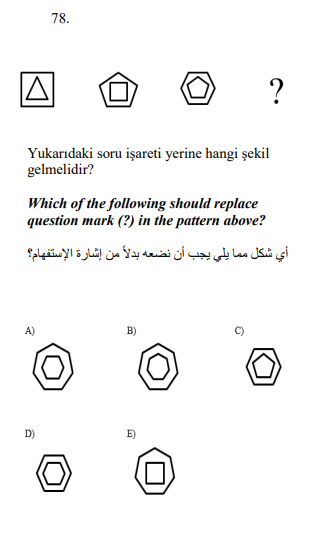 78.
?
Yukarıdaki soru işareti yerine hangi şekil
gelmelidir?
Which of the following should replace
question mark (?) in the pattern above?
أي شكل مما يلي يجب أن نضعه بدلاً من إشارة الإستفهام؟
A)
B)
C)
D)
E)